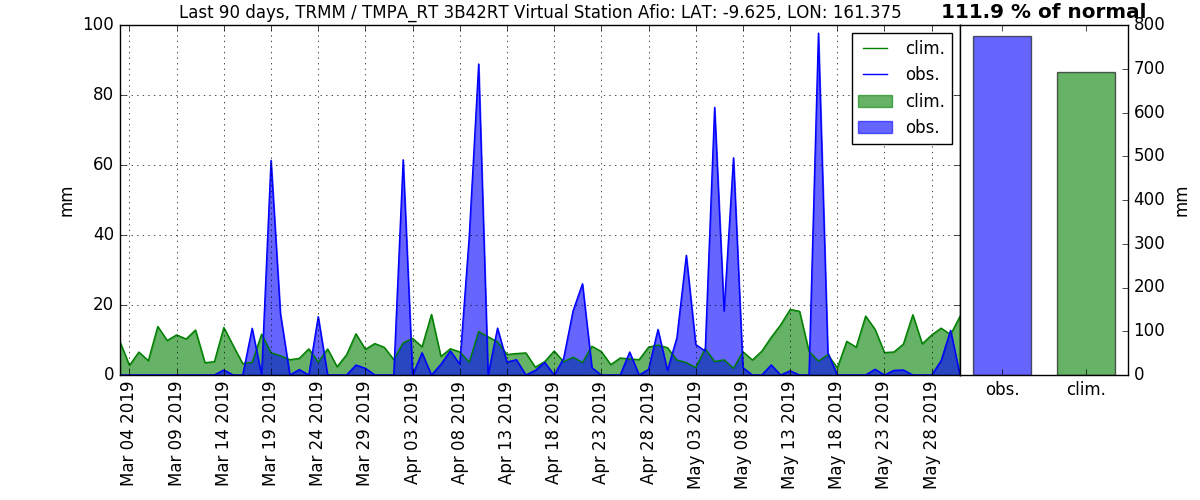 Last 90 days, TRMM / TMPA_RT 3B42RT Virtual Station Afio: LAT: -9.625, LON: 161.375
111.9 % of normal
100
80
60
40
20
0
mm
clim.
obs.
clim.
obs.
800
700
600
500
400
300
200
100
0
mm
Mar 04 2019
Mar 09 2019
Mar 14 2019
Mar 19 2019
Mar 24 2019
Mar 29 2019
Apr 03 2019
Apr 08 2019
Apr 13 2019
Apr 18 2019
Apr 23 2019
Apr 28 2019
May 03 2019
May 08 2019
May 13 2019
May 18 2019
May 23 2019
May 28 2019
obs.
clim.